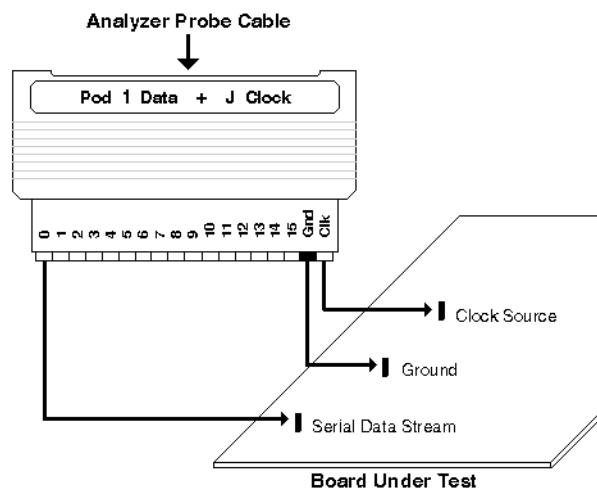 Analyzer Probe Cable
Pod 1 Data + J Clock
0 1 2 3 4 5 6 7 8 9 10 11 12 13 14 15 Gnd Clk
Clock Source
Ground
Serial Data Stream
Board Under Test